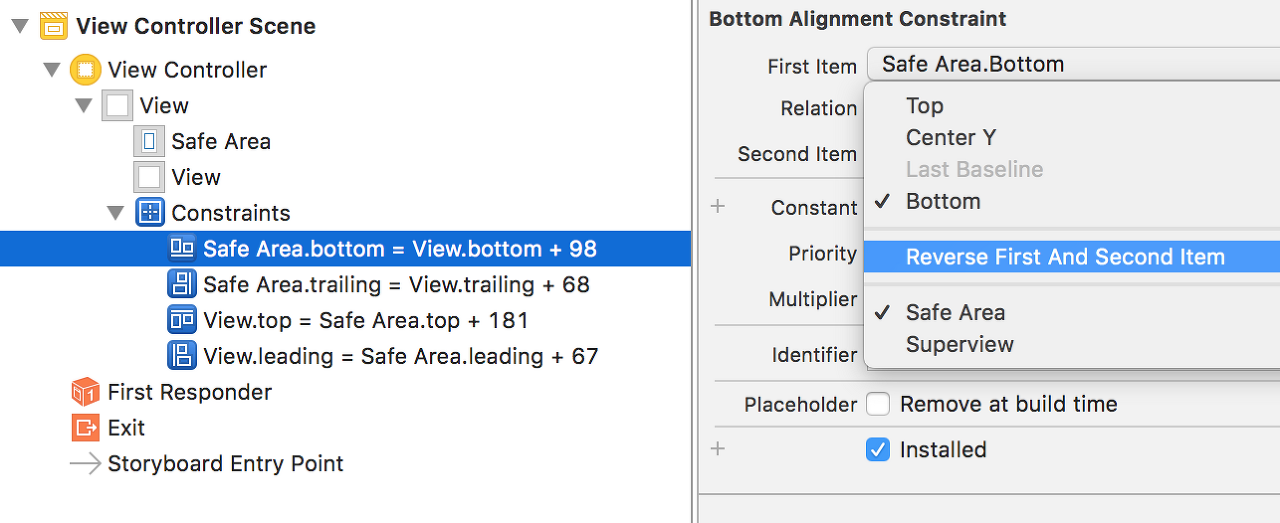 View Controller Scene
View Controller
View
Safe Area
View
Constraints
Safe Area.bottom = View.bottom + 98
Safe Area.trailing = View.trailing + 68
View.top = Safe Area.top + 181
View.leading = Safe Area.leading + 67
First Responder
Exit
Storyboard Entry Point
Bottom Alignment Constraint
First Item Safe Area.Bottom
Relation
Second Item
Constant
Priority
Multiplier
Identifier
Top
Center Y
Last Baseline
Bottom
Reverse First And Second Item
Safe Area
Superview
Placeholder Remove at build time
Installed